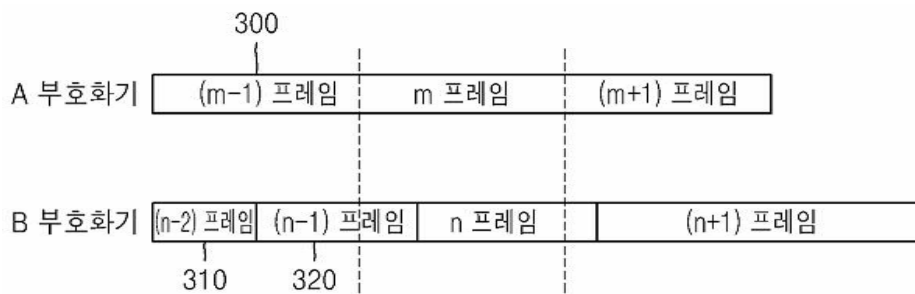 300
A 부호화기 (m-1) 프레임 m 프레임 (m+1) 프레임
B 부호화기 (n-2) 프레임 (n-1) 프레임 n 프레임 (n+1) 프레임
310 320